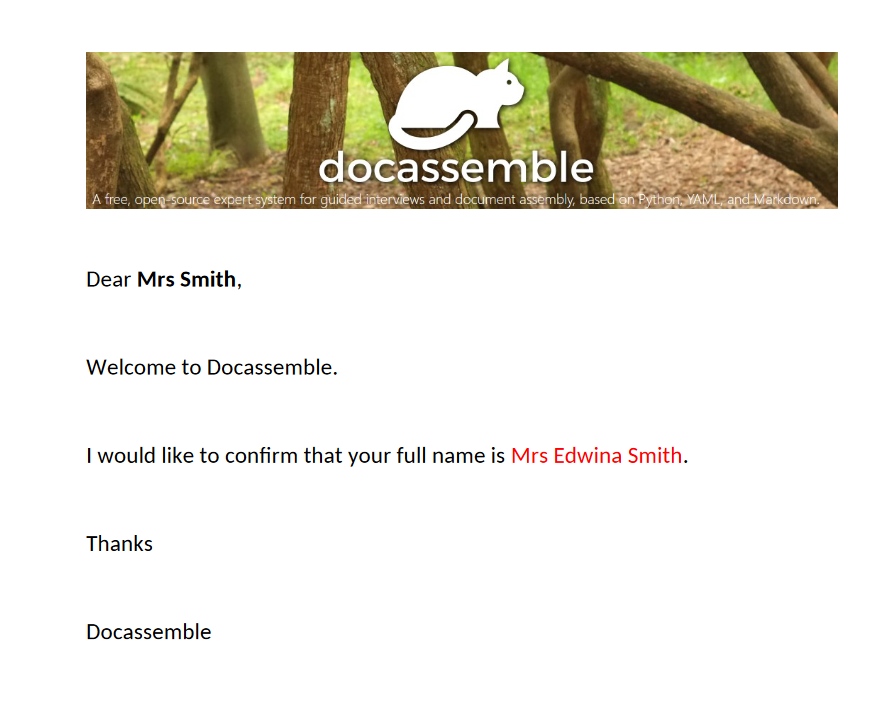 docassemble
A free, open-source expert system for guided interviews and document assembly, based on Python, YAML, and Markdown.
Dear Mrs Smith,
Welcome to Docassemble.
I would like to confirm that your full name is Mrs Edwina Smith.
Thanks
Docassemble